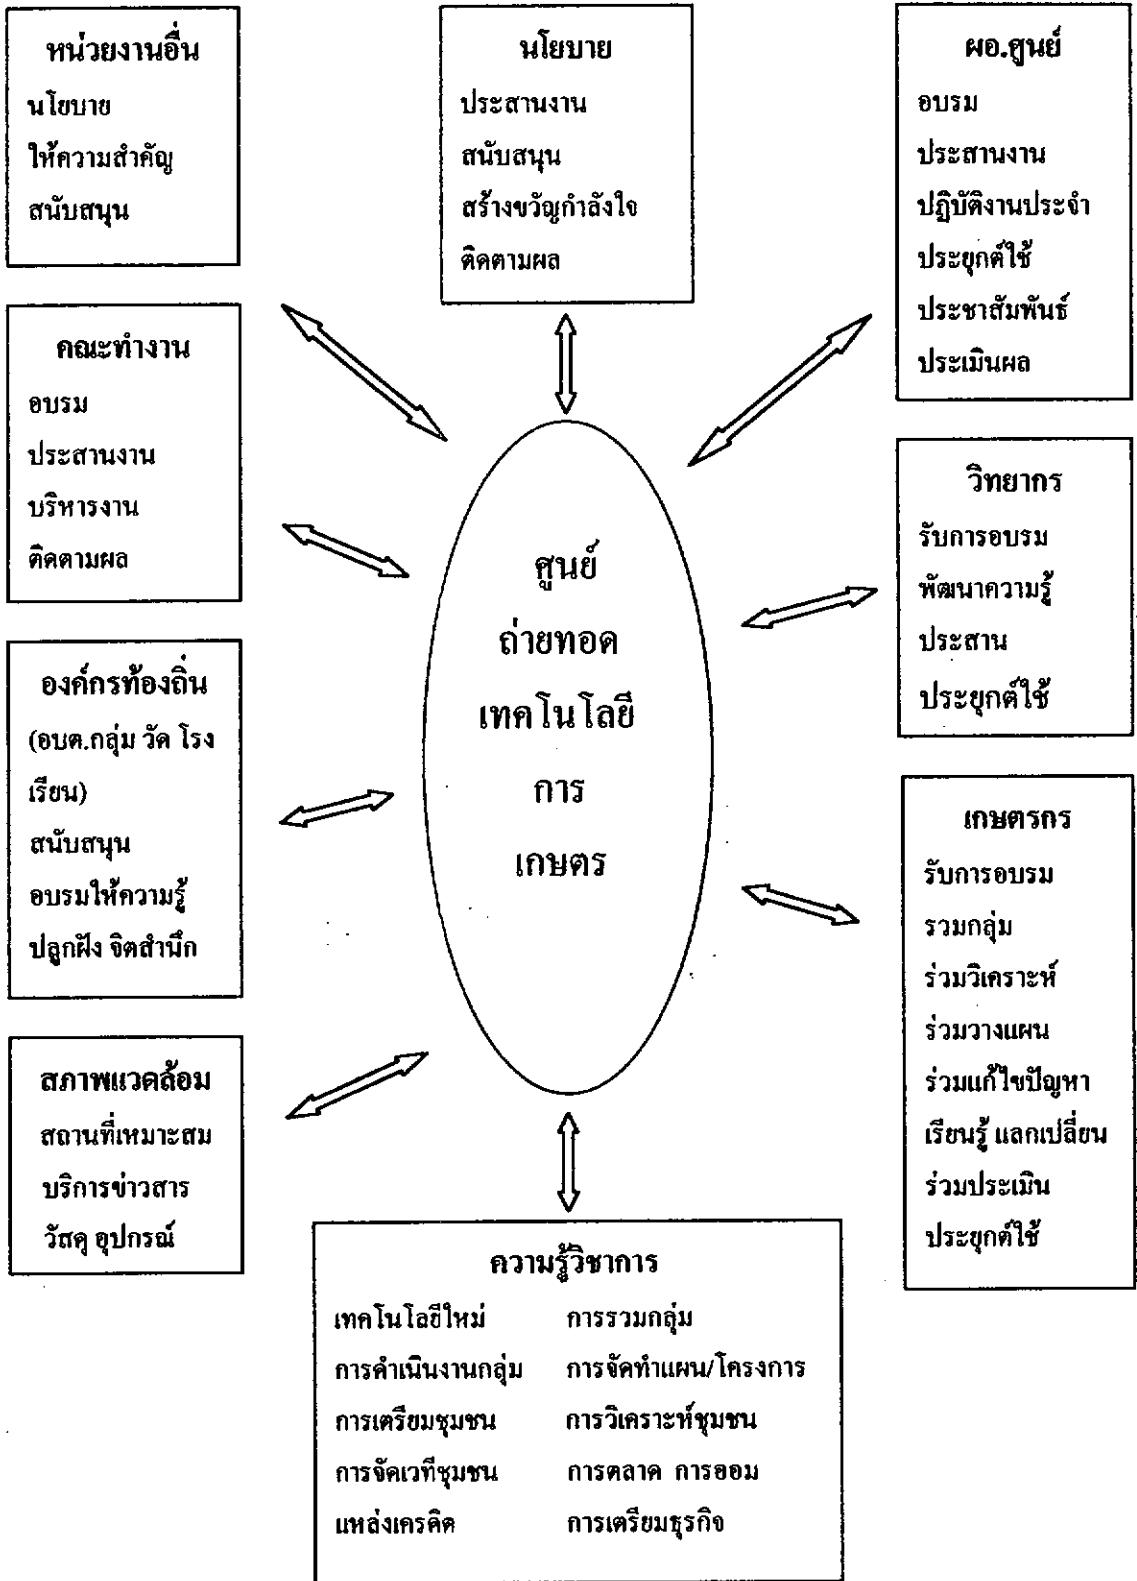 หน่วยงานอื่น
นโยบาย
ให้ความสำคัญ
สนับสนุน
นโยบาย
ประสานงาน
สนับสนุน
สร้างขวัญกำลังใจ
ติดตามผล
ผอ.ศูนย์
อบรม
ประสานงาน
ปฏิบัติงานประจำ
ประยุกต์ใช้
ประชาสัมพันธ์
ประเมินผล
คณะทำงาน
อบรม
ประสานงาน
บริหารงาน
ติดตามผล
ศูนย์
ถ่ายทอด
เทคโนโลยี
การ
เกษตร
วิทยากร
รับการอบรม
พัฒนาความรู้
ประสาน
ประยุกต์ใช้
องค์กรท้องถิ่น
(อบต.กลุ่ม วัด โรง
เรียน)
สนับสนุน
อบรมให้ความรู้
ปลูกฝัง จิตสำนึก
เกษตรกร
รับการอบรม
รวมกลุ่ม
ร่วมวิเคราะห์
ร่วมวางแผน
ร่วมแก้ไขปัญหา
เรียนรู้ แลกเปลี่ยน
ร่วมประเมิน
ประยุกต์ใช้
สภาพแวดล้อม
สถานที่เหมาะสม
บริการข่าวสาร
วัสดุ อุปกรณ์
ความรู้วิชาการ
เทคโนโลยีใหม่ การรวมกลุ่ม
การดำเนินงานกลุ่ม การจัดทำแผน/โครงการ
การเตรียมชุมชน การวิเคราะห์ชุมชน
การจัดเวทีชุมชน การตลาด การออม
แหล่งเครดิต การเตรียมธุรกิจ